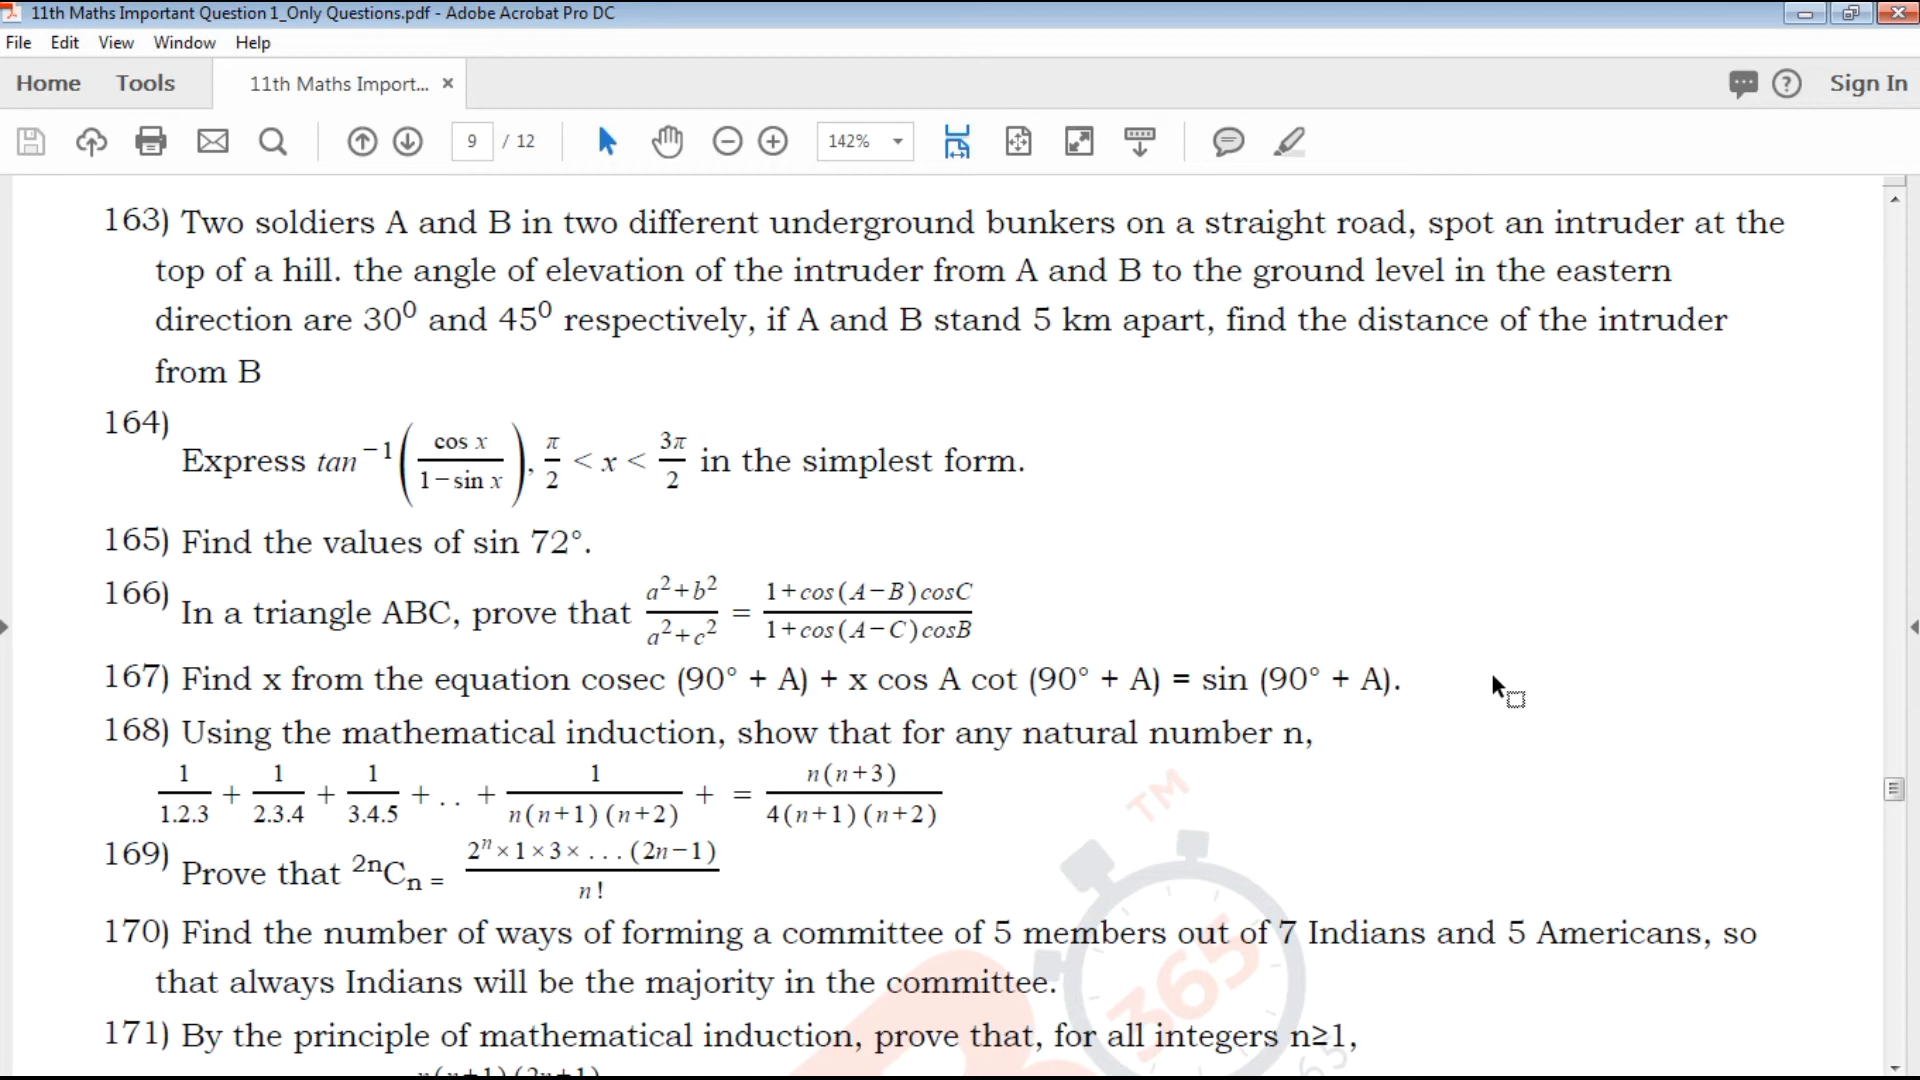 11th Maths Important Question 1_Only Questions.pdf - Adobe Acrobat Pro DC
File Edit View Window Help
Home Tools 11th Maths Import... × Sign In
9 / 12 142%
163) Two soldiers A and B in two different underground bunkers on a straight road, spot an intruder at the
top of a hill. the angle of elevation of the intruder from A and B to the ground level in the eastern
direction are 30⁰ and 45⁰ respectively, if A and B stand 5 km apart, find the distance of the intruder
from B
164) Express tan⁻¹(cos x / 1−sin x), π/2 < x < 3π/2 in the simplest form.
165) Find the values of sin 72°.
166) In a triangle ABC, prove that a²+b² / a²+c² = 1+cos(A−B)cosC / 1+cos(A−C)cosB
167) Find x from the equation cosec (90° + A) + x cos A cot (90° + A) = sin (90° + A).
168) Using the mathematical induction, show that for any natural number n,
1/1.2.3 + 1/2.3.4 + 1/3.4.5 + . . + 1/n(n+1)(n+2) + = n(n+3)/4(n+1)(n+2)
169) Prove that ²ⁿCₙ = 2ⁿ×1×3×...(2n−1) / n!
170) Find the number of ways of forming a committee of 5 members out of 7 Indians and 5 Americans, so
that always Indians will be the majority in the committee.
171) By the principle of mathematical induction, prove that, for all integers n≥1,
n(n+1)(2n+1)
TM
365